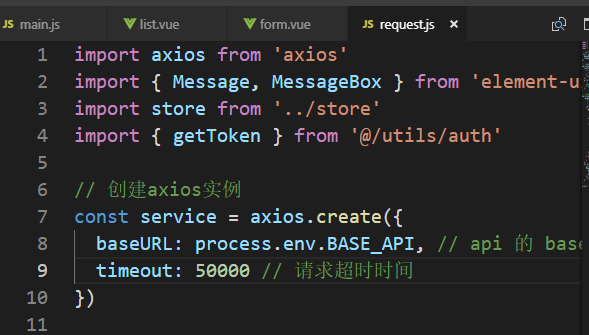 JS main.js list.vue form.vue JS request.js ×
1 import axios from 'axios'
2 import { Message, MessageBox } from 'element-u
3 import store from '../store'
4 import { getToken } from '@/utils/auth'
5
6 // 创建axios实例
7 const service = axios.create({
8 baseURL: process.env.BASE_API, // api 的 base
9 timeout: 50000 // 请求超时时间
10 })
11